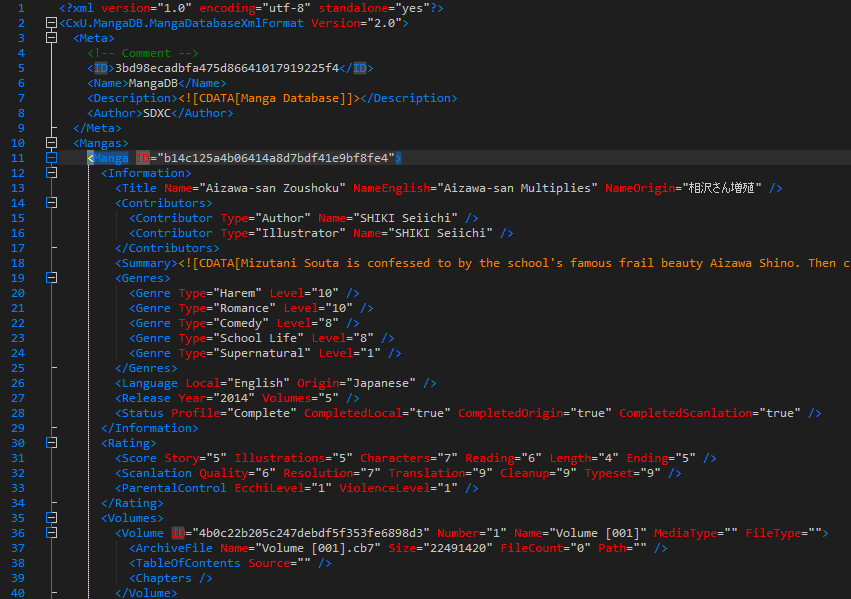 1 <?xml version="1.0" encoding="utf-8" standalone="yes"?>
2 <CxU.MangaDB.MangaDatabaseXmlFormat Version="2.0">
3 <Meta>
4 <!-- Comment -->
5 <ID>3bd98ecadbfa475d86641017919225f4</ID>
6 <Name>MangaDB</Name>
7 <Description><![CDATA[Manga Database]]></Description>
8 <Author>SDXC</Author>
9 </Meta>
10 <Mangas>
11 <Manga ID="b14c125a4b06414a8d7bdf41e9bf8fe4">
12 <Information>
13 <Title Name="Aizawa-san Zoushoku" NameEnglish="Aizawa-san Multiplies" NameOrigin="相沢さん増殖" />
14 <Contributors>
15 <Contributor Type="Author" Name="SHIKI Seiichi" />
16 <Contributor Type="Illustrator" Name="SHIKI Seiichi" />
17 </Contributors>
18 <Summary><![CDATA[Mizutani Souta is confessed to by the school's famous frail beauty Aizawa Shino. Then c
19 <Genres>
20 <Genre Type="Harem" Level="10" />
21 <Genre Type="Romance" Level="10" />
22 <Genre Type="Comedy" Level="8" />
23 <Genre Type="School Life" Level="8" />
24 <Genre Type="Supernatural" Level="1" />
25 </Genres>
26 <Language Local="English" Origin="Japanese" />
27 <Release Year="2014" Volumes="5" />
28 <Status Profile="Complete" CompletedLocal="true" CompletedOrigin="true" CompletedScanlation="true" />
29 </Information>
30 <Rating>
31 <Score Story="5" Illustrations="5" Characters="7" Reading="6" Length="4" Ending="5" />
32 <Scanlation Quality="6" Resolution="7" Translation="9" Cleanup="9" Typeset="9" />
33 <ParentalControl EcchiLevel="1" ViolenceLevel="1" />
34 </Rating>
35 <Volumes>
36 <Volume ID="4b0c22b205c247debdf5f353fe6898d3" Number="1" Name="Volume [001]" MediaType="" FileType="">
37 <ArchiveFile Name="Volume [001].cb7" Size="22491420" FileCount="0" Path="" />
38 <TableOfContents Source="" />
39 <Chapters />
40 </Volume>